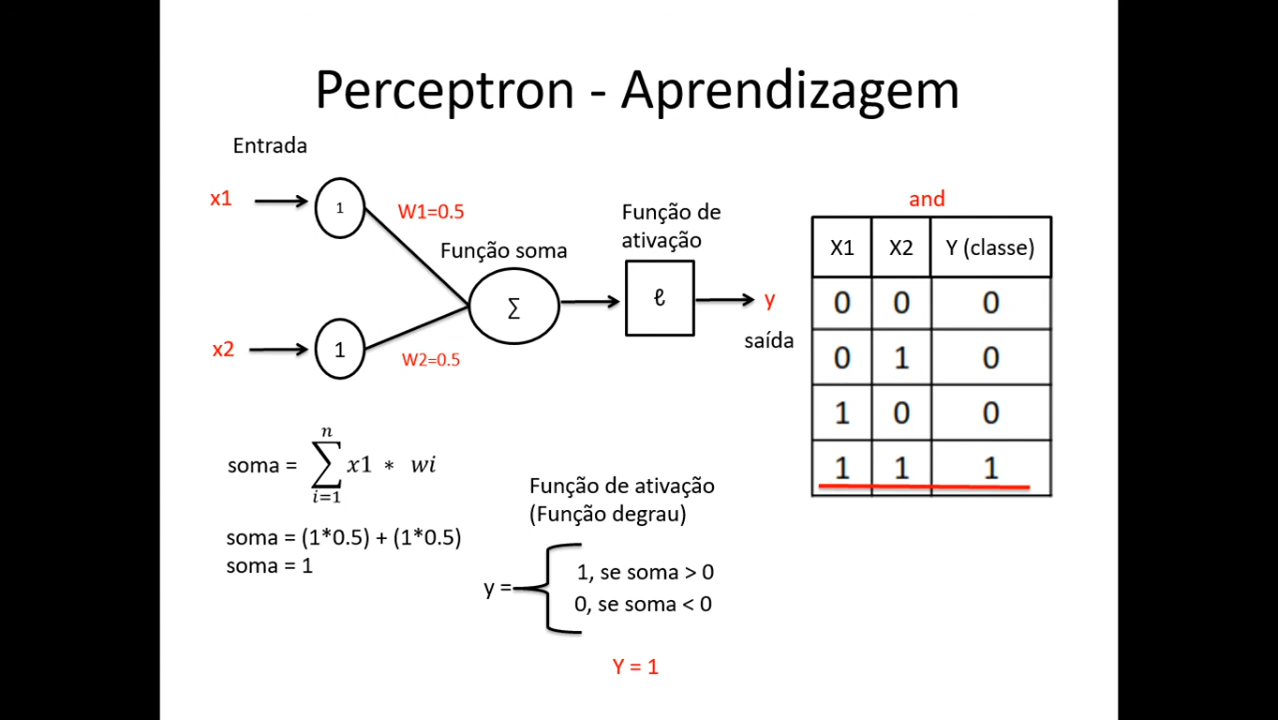 Perceptron - Aprendizagem
Entrada
x1
1
W1=0.5
Função soma
∑
x2
1
W2=0.5
Função de
ativação
ℓ
y
saída
and
X1 X2 Y (classe)
0 0 0
0 1 0
1 0 0
1 1 1
soma = ∑_{i=1}^{n} x1 * wi
soma = (1*0.5) + (1*0.5)
soma = 1
Função de ativação
(Função degrau)
y =
1, se soma > 0
0, se soma < 0
Y = 1